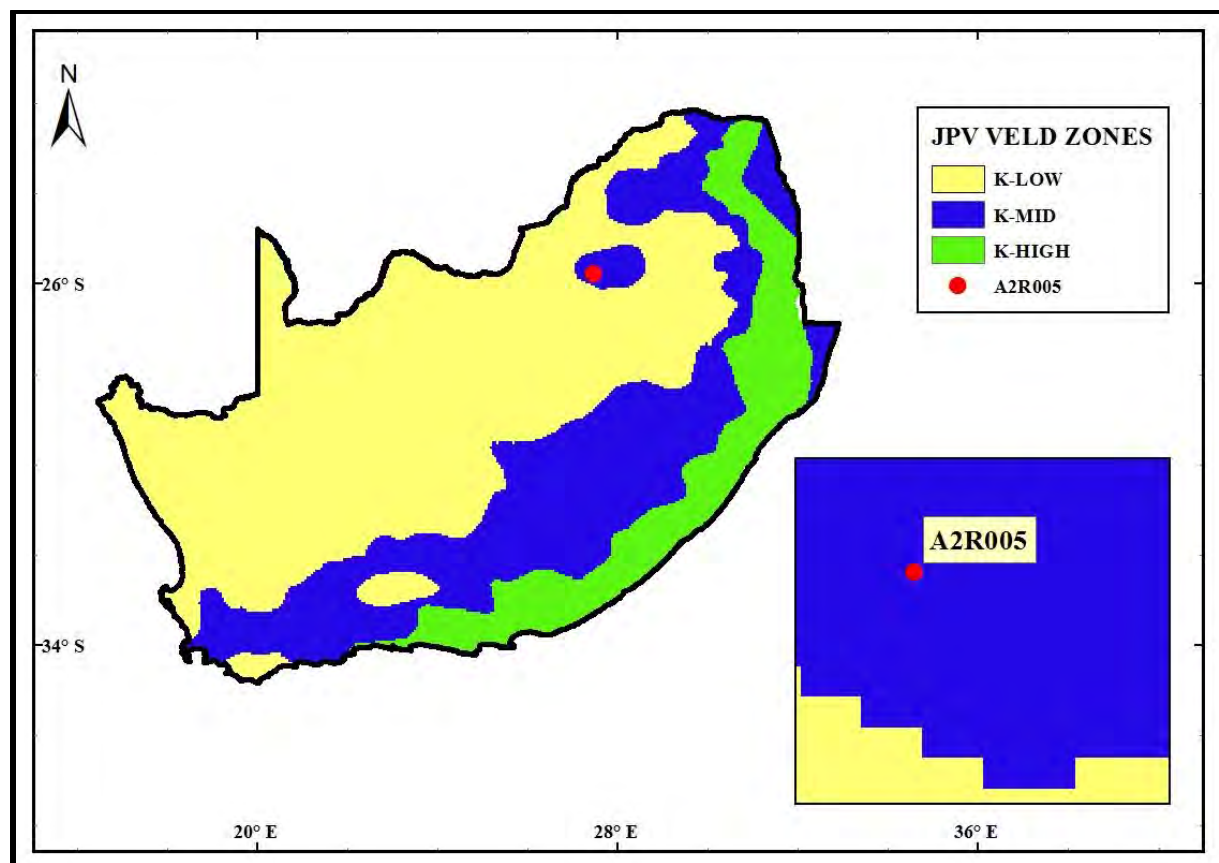 N
JPV VELD ZONES
K-LOW
K-MID
K-HIGH
A2R005
26° S
A2R005
34° S
20° E
28° E
36° E